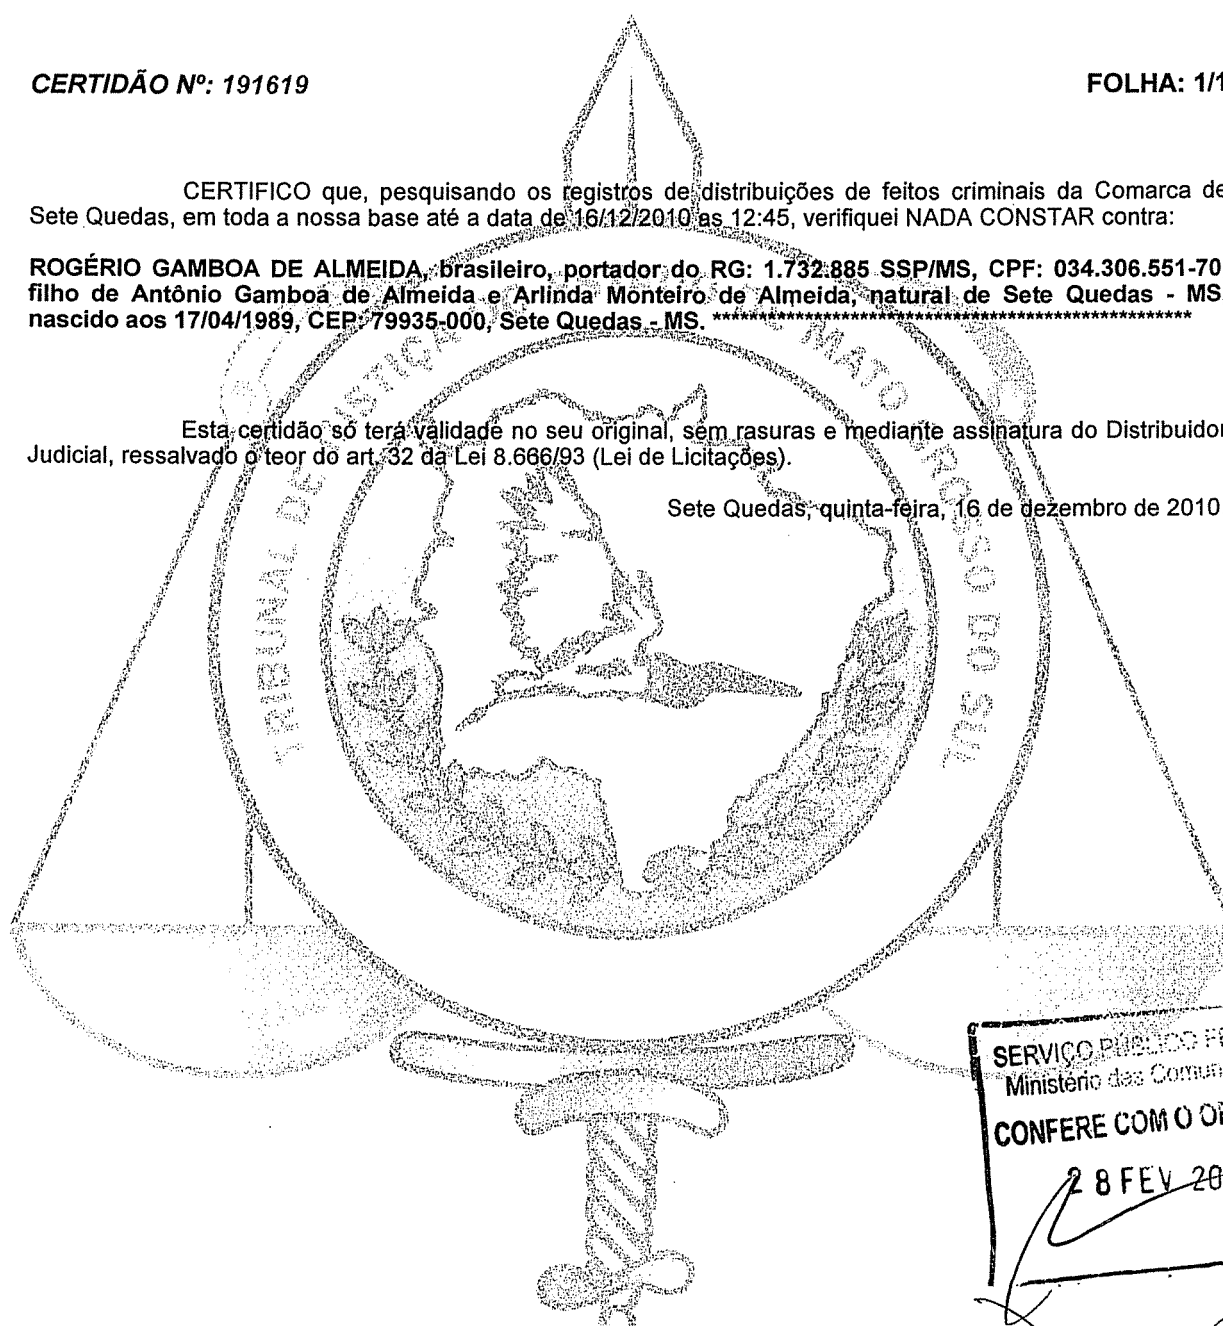 CERTIDÃO Nº: 191619 FOLHA: 1/1
CERTIFICO que, pesquisando os registros de distribuições de feitos criminais da Comarca de
Sete Quedas, em toda a nossa base até a data de 16/12/2010 as 12:45, verifiquei NADA CONSTAR contra:
ROGÉRIO GAMBOA DE ALMEIDA, brasileiro, portador do RG: 1.732.885 SSP/MS, CPF: 034.306.551-70
filho de Antônio Gamboa de Almeida e Arlinda Monteiro de Almeida, natural de Sete Quedas - MS
nascido aos 17/04/1989, CEP: 79935-000, Sete Quedas - MS. ****************************************************
Esta certidão só terá validade no seu original, sem rasuras e mediante assinatura do Distribuidor
Judicial, ressalvado o teor do art. 32 da Lei 8.666/93 (Lei de Licitações).
Sete Quedas, quinta-feira, 16 de dezembro de 2010
TRIBUNAL DE JUSTIÇA MATO GROSSO DO SUL
SERVIÇO PÚBLICO
Ministério das
CONFERE COM O
28 FEV